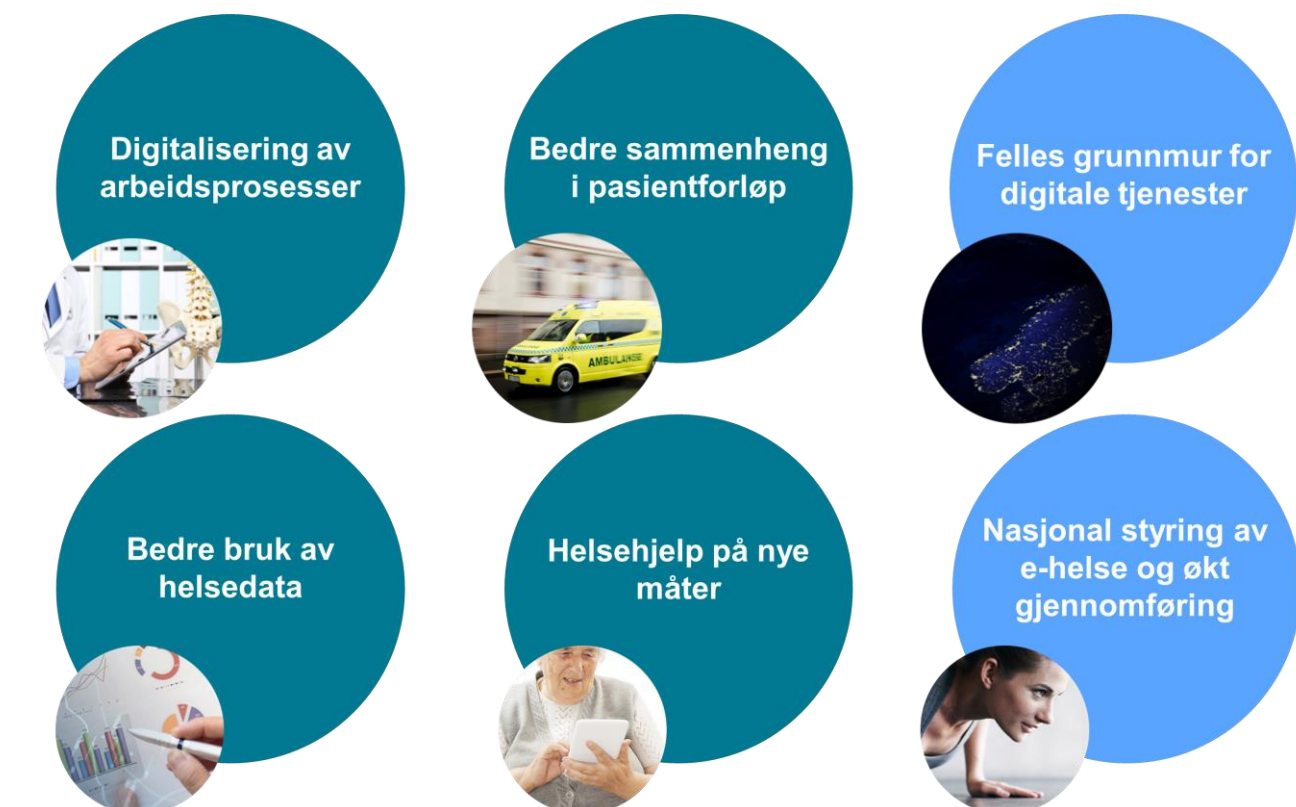 Digitalisering av
arbeidsprosesser
Bedre sammenheng
i pasientforløp
Felles grunnmur for
digitale tjenester
AMBULANSE
Bedre bruk av
helsedata
Helsehjelp på nye
måter
Nasjonal styring av
e-helse og økt
gjennomføring